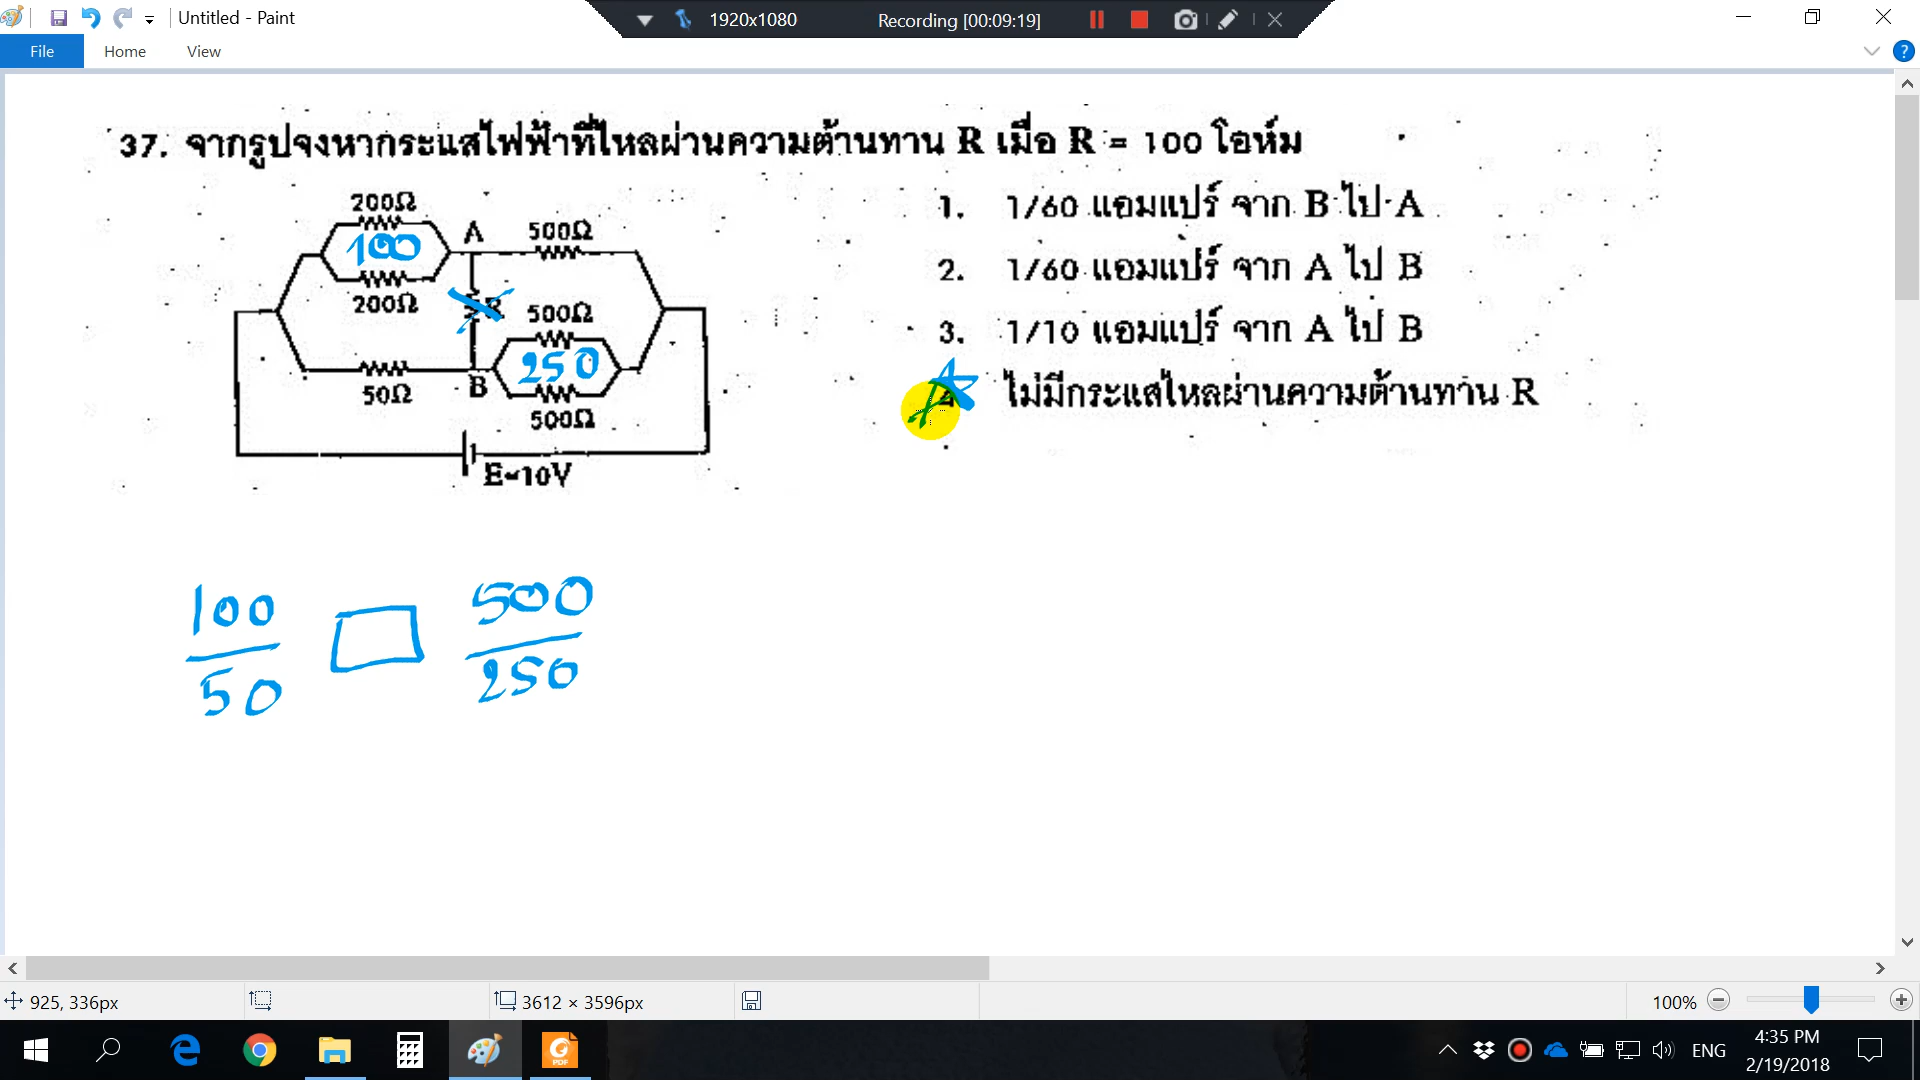 Untitled - Paint
1920x1080
Recording [00:09:19]
File
Home
View
37. จากรูปจงหากระแสไฟฟ้าที่ไหลผ่านความต้านทาน R เมื่อ R = 100 โอห์ม
200Ω
100
200Ω
A
500Ω
R
500Ω
250
500Ω
50Ω
B
E=10V
1. 1/60 แอมแปร์ จาก B ไป A
2. 1/60 แอมแปร์ จาก A ไป B
3. 1/10 แอมแปร์ จาก A ไป B
4 ไม่มีกระแสไหลผ่านความต้านทาน R
100
50
500
250
925, 336px
3612 × 3596px
100%
PDF
ENG
4:35 PM
2/19/2018